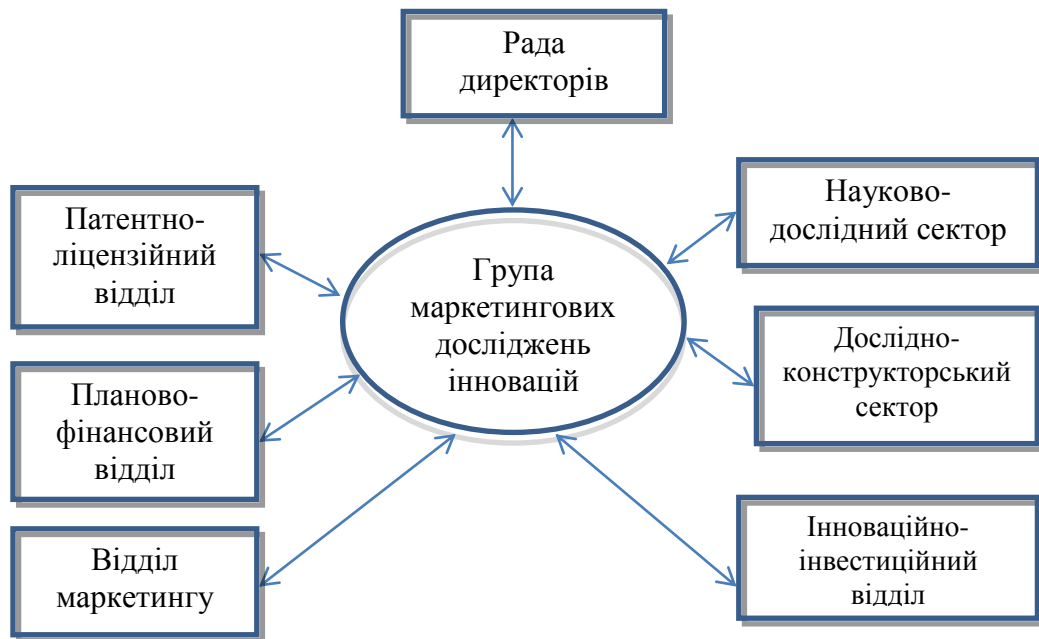 Рада
директорів
Патентно-
ліцензійний
відділ
Науково-
дослідний сектор
Група
маркетингових
досліджень
інновацій
Дослідно-
конструкторський
сектор
Планово-
фінансовий
відділ
Відділ
маркетингу
Інноваційно-
інвестиційний
відділ